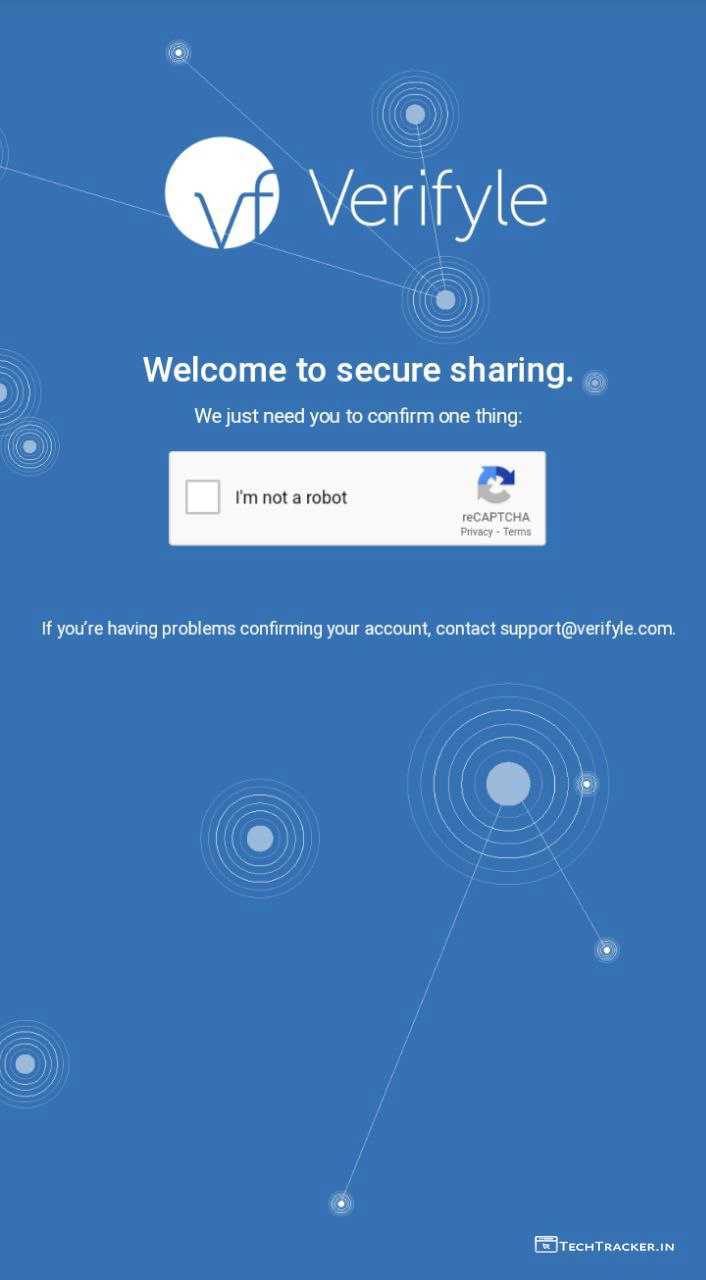 vf Verifyle
Welcome to secure sharing.
We just need you to confirm one thing:
I'm not a robot
reCAPTCHA
Privacy - Terms
If you’re having problems confirming your account, contact support@verifyle.com.
TECHTRACKER.IN